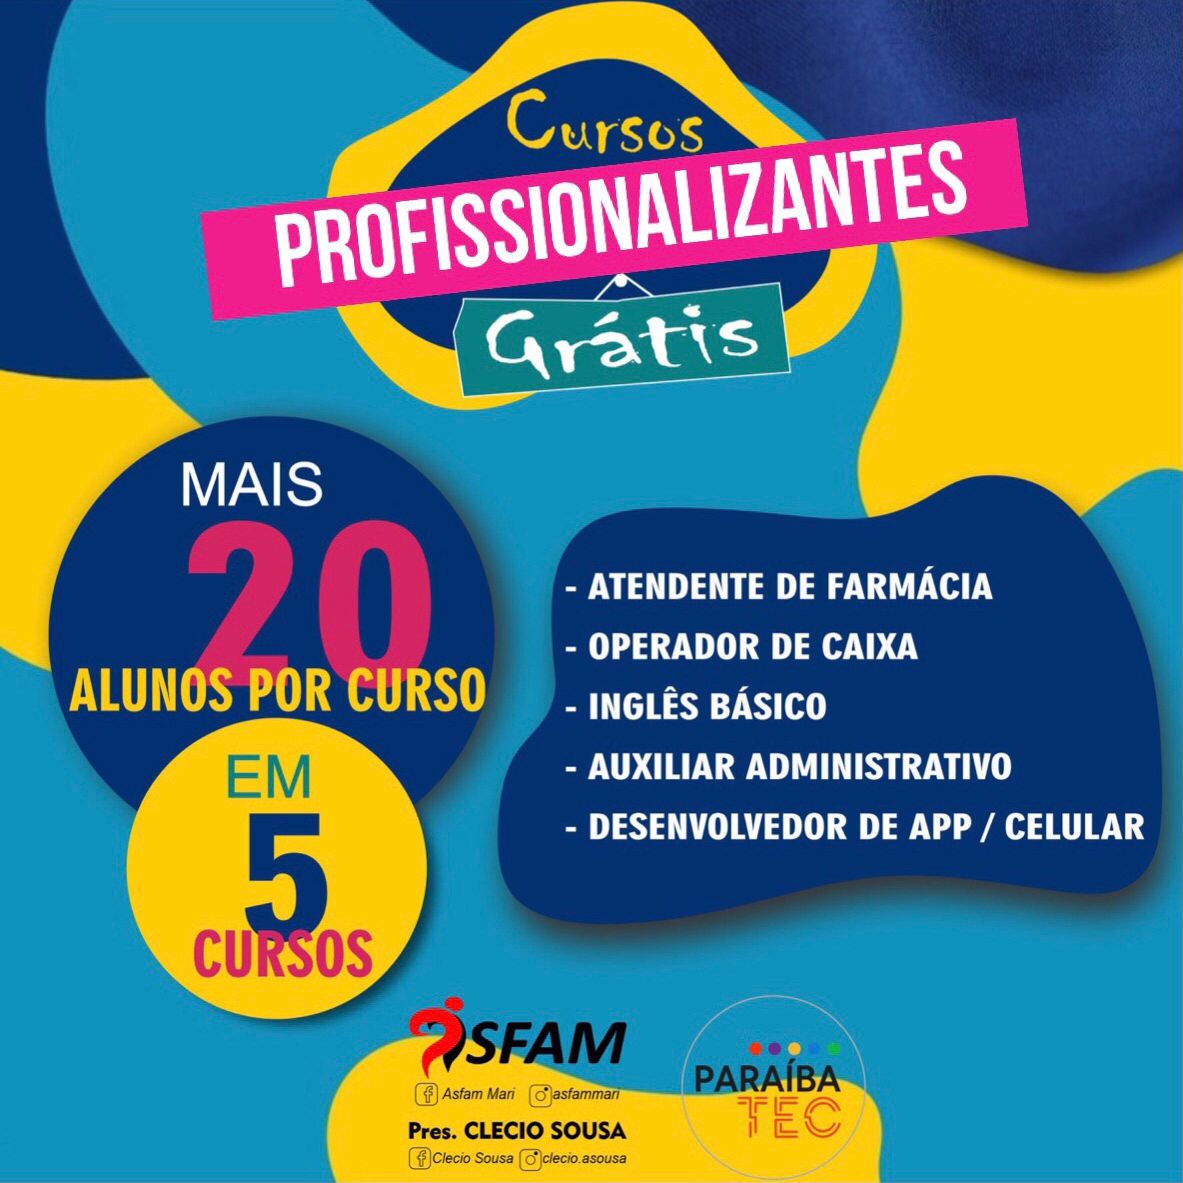 Cursos
PROFISSIONALIZANTES
Grátis
MAIS
20
ALUNOS POR CURSO
EM
5
CURSOS
- ATENDENTE DE FARMÁCIA
- OPERADOR DE CAIXA
- INGLÊS BÁSICO
- AUXILIAR ADMINISTRATIVO
- DESENVOLVEDOR DE APP / CELULAR
ASFAM
Asfam Mari asfammari
Pres. CLECIO SOUSA
Clecio Sousa clecio.asousa
PARAÍBA
TEC